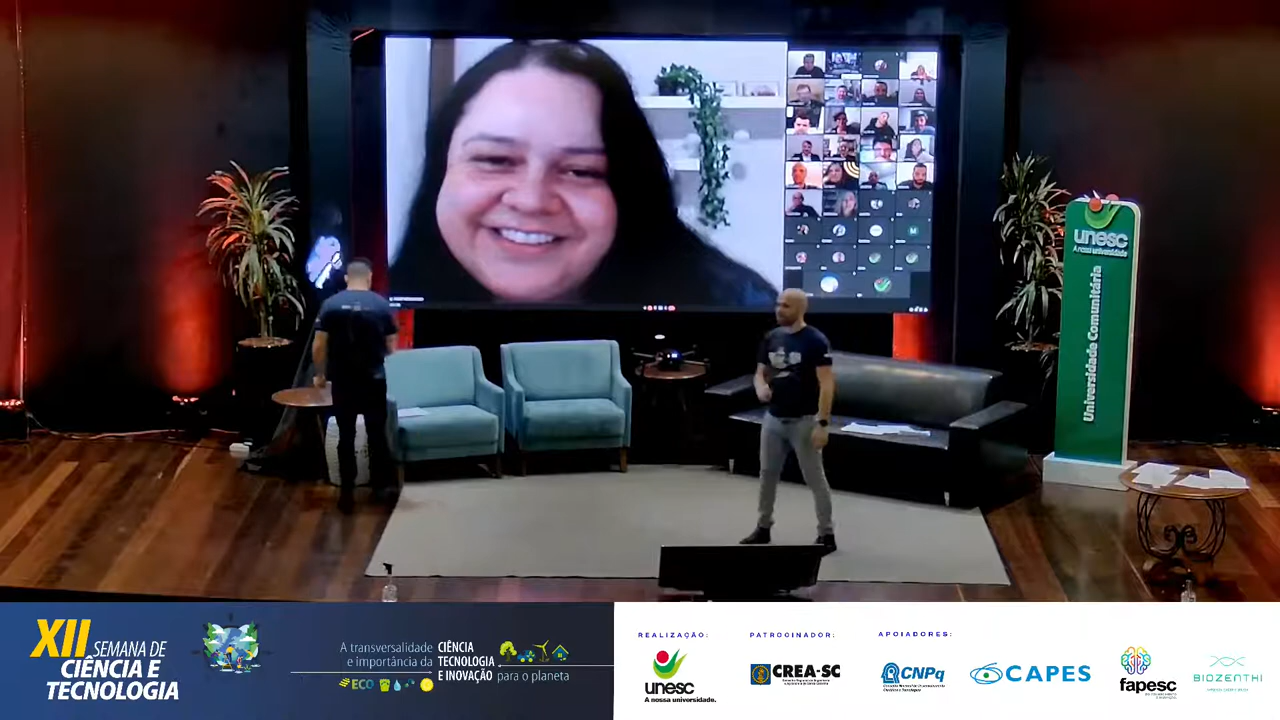 unesc
A nossa universidade
Universidade Comunitária
XII SEMANA DE
CIÊNCIA E
TECNOLOGIA
A transversalidade
e importância da
CIÊNCIA
TECNOLOGIA
E INOVAÇÃO
para o planeta
ECO
REALIZAÇÃO:
unesc
A nossa universidade.
PATROCINADOR:
CREA-SC
APOIADORES:
CNPq
CAPES
fapesc
BIOZENTHI